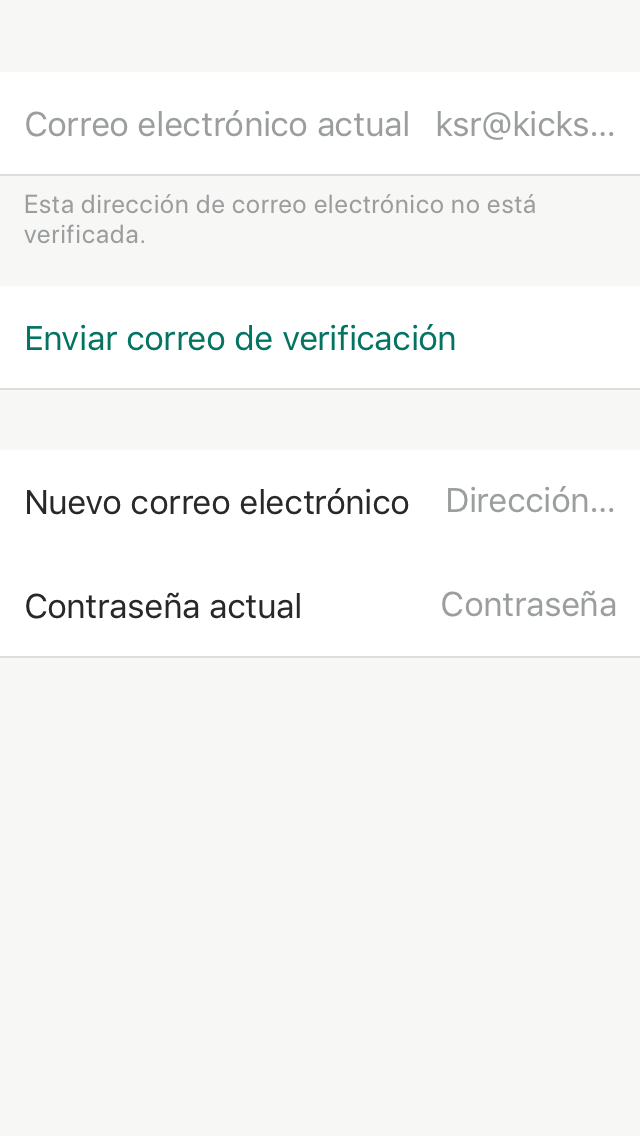 Correo electrónico actual ksr@kicks...
Esta dirección de correo electrónico no está
verificada.
Enviar correo de verificación
Nuevo correo electrónico Dirección...
Contraseña actual Contraseña